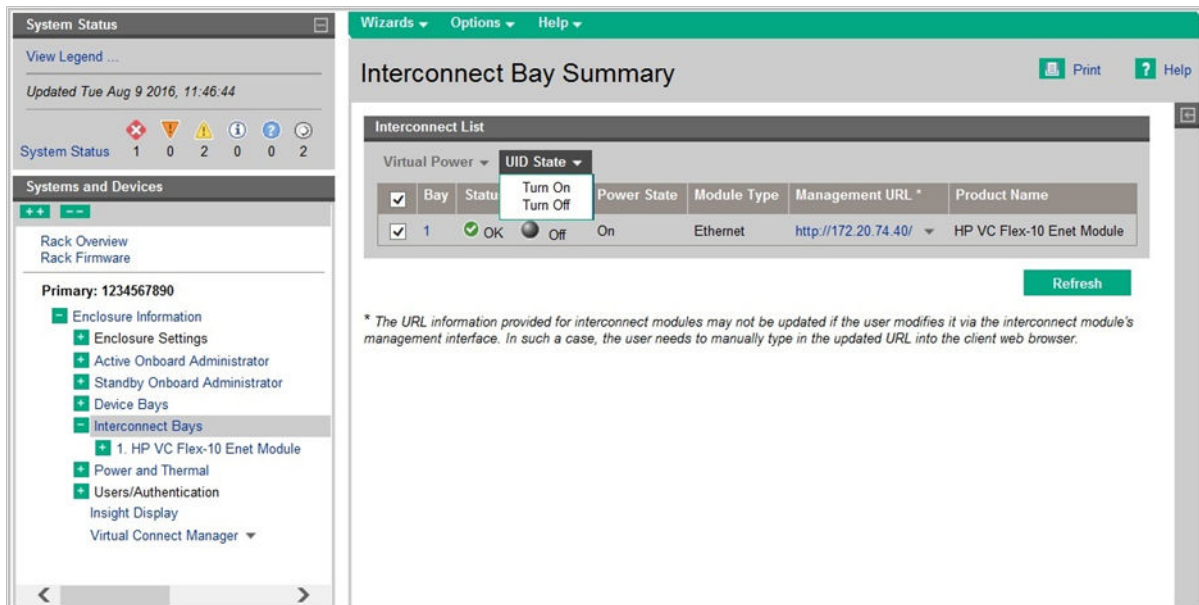 System Status
View Legend ...
Updated Tue Aug 9 2016, 11:46:44
System Status 1 0 2 0 0 2
Systems and Devices
Rack Overview
Rack Firmware
Primary: 1234567890
Enclosure Information
Enclosure Settings
Active Onboard Administrator
Standby Onboard Administrator
Device Bays
Interconnect Bays
1. HP VC Flex-10 Enet Module
Power and Thermal
Users/Authentication
Insight Display
Virtual Connect Manager
Wizards Options Help
Interconnect Bay Summary
Print ? Help
Interconnect List
Virtual Power UID State
Turn On
Turn Off
Bay Statu Power State Module Type Management URL * Product Name
1 OK Off On Ethernet http://172.20.74.40/ HP VC Flex-10 Enet Module
Refresh
* The URL information provided for interconnect modules may not be updated if the user modifies it via the interconnect module's
management interface. In such a case, the user needs to manually type in the updated URL into the client web browser.